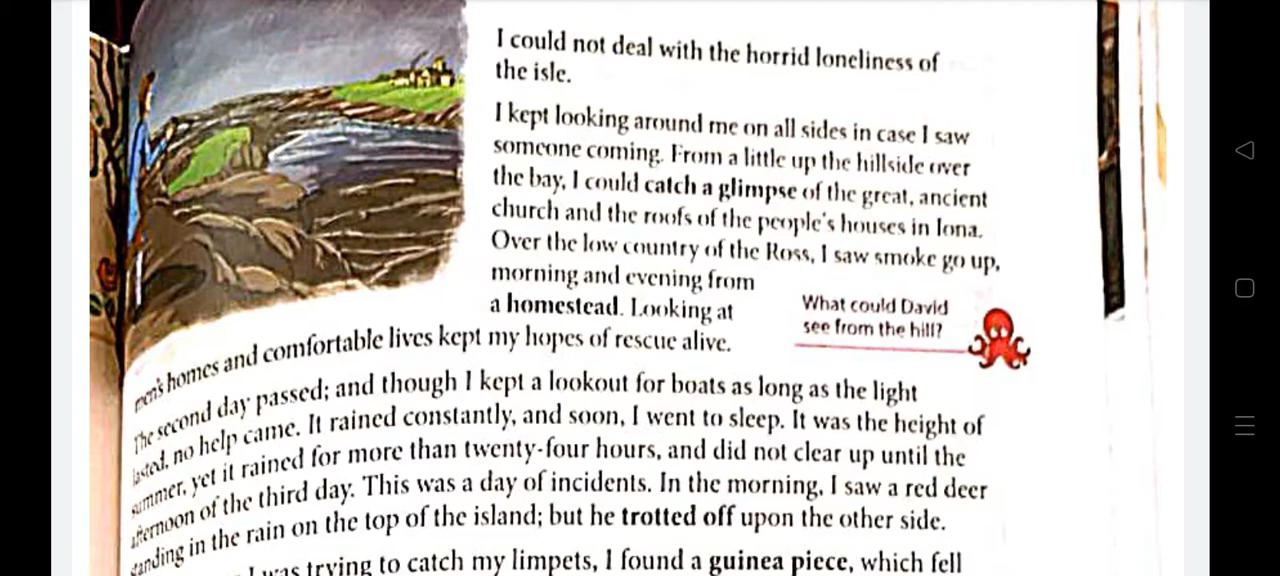 I could not deal with the horrid loneliness of
the isle.
I kept looking around me on all sides in case I saw
someone coming. From a little up the hillside over
the bay, I could catch a glimpse of the great, ancient
church and the roofs of the people's houses in Iona.
Over the low country of the Ross, I saw smoke go up,
morning and evening from
a homestead. Looking at
men's homes and comfortable lives kept my hopes of rescue alive.
What could David
see from the hill?
The second day passed; and though I kept a lookout for boats as long as the light
lasted, no help came. It rained constantly, and soon, I went to sleep. It was the height of
summer, yet it rained for more than twenty-four hours, and did not clear up until the
afternoon of the third day. This was a day of incidents. In the morning, I saw a red deer
standing in the rain on the top of the island; but he trotted off upon the other side.
I was trying to catch my limpets, I found a guinea piece, which fell